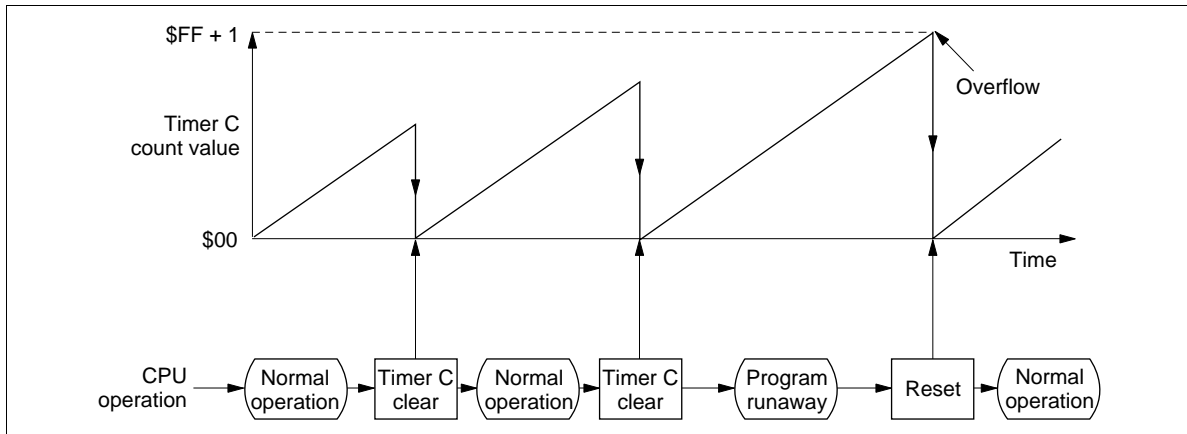 $FF + 1
Overflow
Timer C
count value
$00
Time
CPU
operation
Normal
operation
Timer C
clear
Normal
operation
Timer C
clear
Program
runaway
Reset
Normal
operation